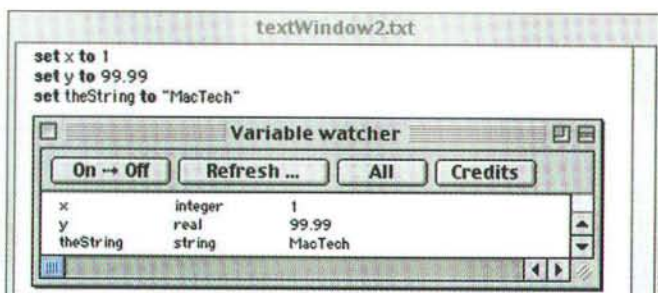 textWindow2.txt
set x to 1
set y to 99.99
set theString to "MacTech"
Variable watcher
On → Off Refresh ... All Credits
x integer 1
y real 99.99
theString string MacTech